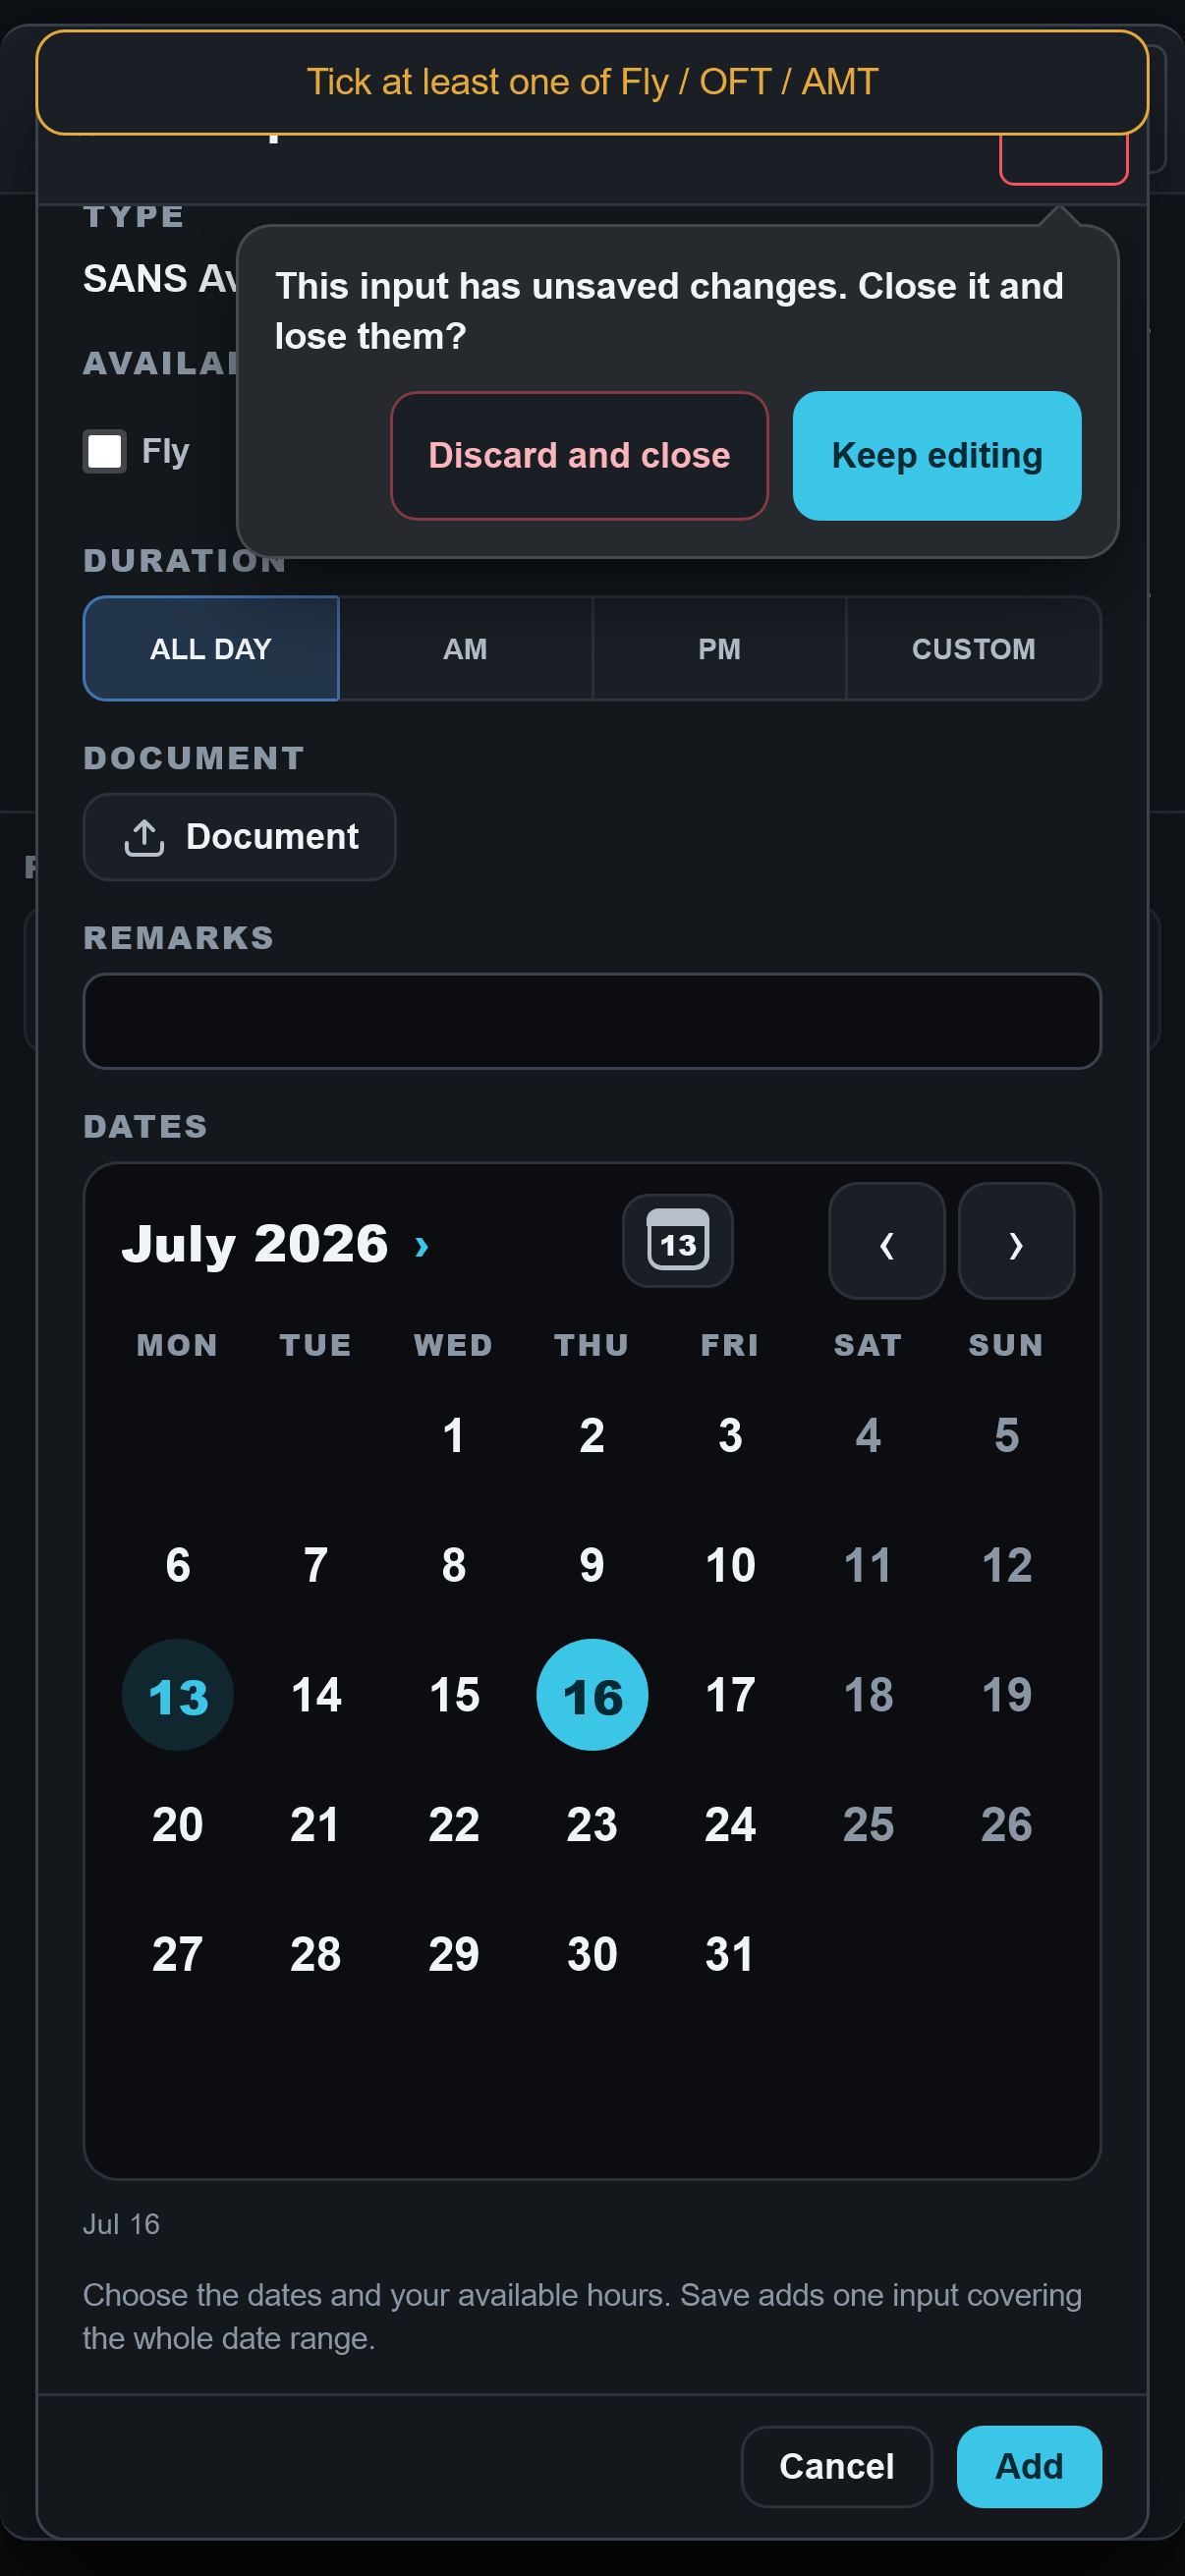 Tick at least one of Fly / OFT / AMT
TYPE
SANS
This input has unsaved changes. Close it and
lose them?
Fly
Discard and close
Keep editing
DURATION
ALL DAY
AM
PM
CUSTOM
DOCUMENT
Document
REMARKS
DATES
July 2026 ›
13
‹ ›
MON TUE WED THU FRI SAT SUN
1 2 3 4 5
6 7 8 9 10 11 12
13 14 15 16 17 18 19
20 21 22 23 24 25 26
27 28 29 30 31
Jul 16
Choose the dates and your available hours. Save adds one input covering
the whole date range.
Cancel
Add